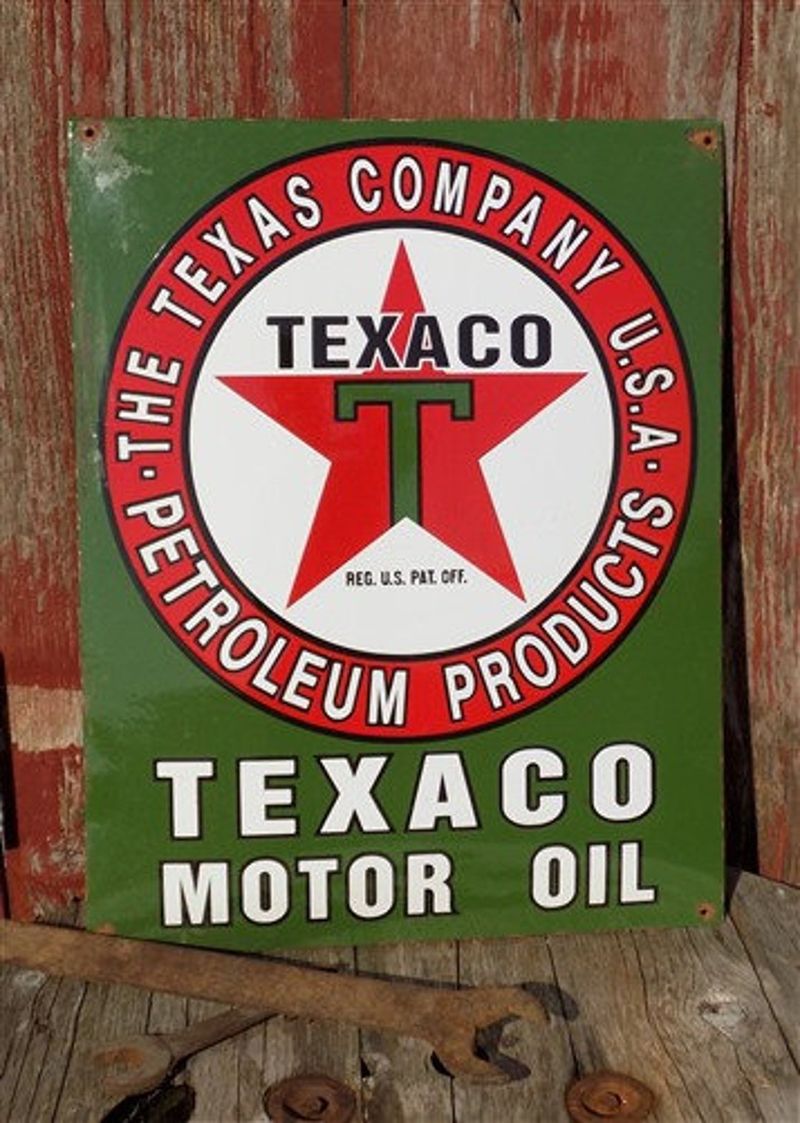 ·THE TEXAS COMPANY U.S.A·
PETROLEUM PRODUCTS
TEXACO
T
REG. U.S. PAT. OFF.
TEXACO
MOTOR OIL